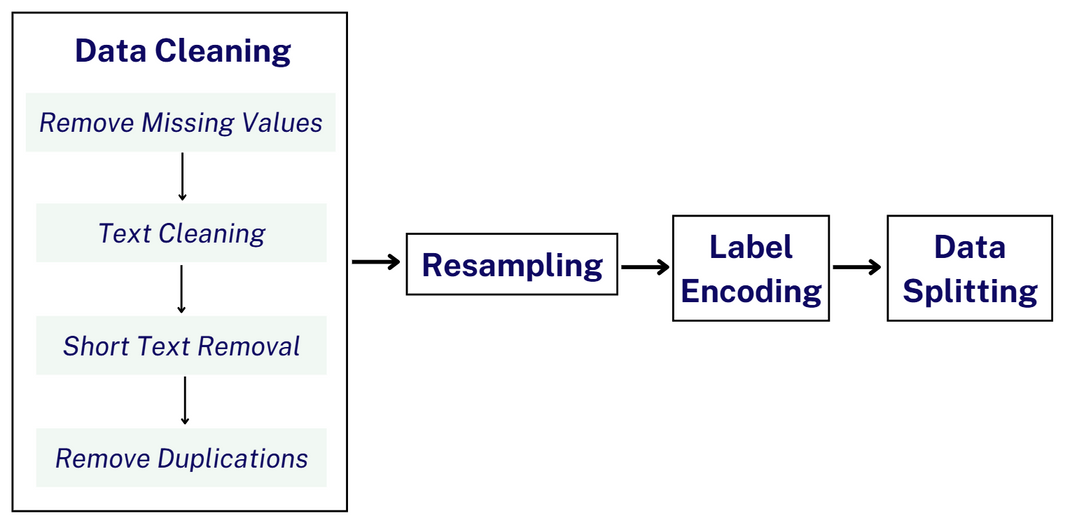 Data Cleaning
Remove Missing Values
Text Cleaning
Short Text Removal
Remove Duplications
Resampling
Label
Encoding
Data
Splitting